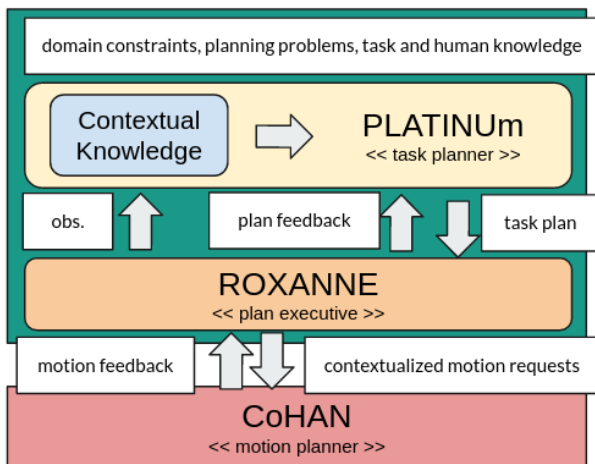 domain constraints, planning problems, task and human knowledge
Contextual
Knowledge
PLATINUm
<< task planner >>
obs.
plan feedback
task plan
ROXANNE
<< plan executive >>
motion feedback
contextualized motion requests
CoHAN
<< motion planner >>